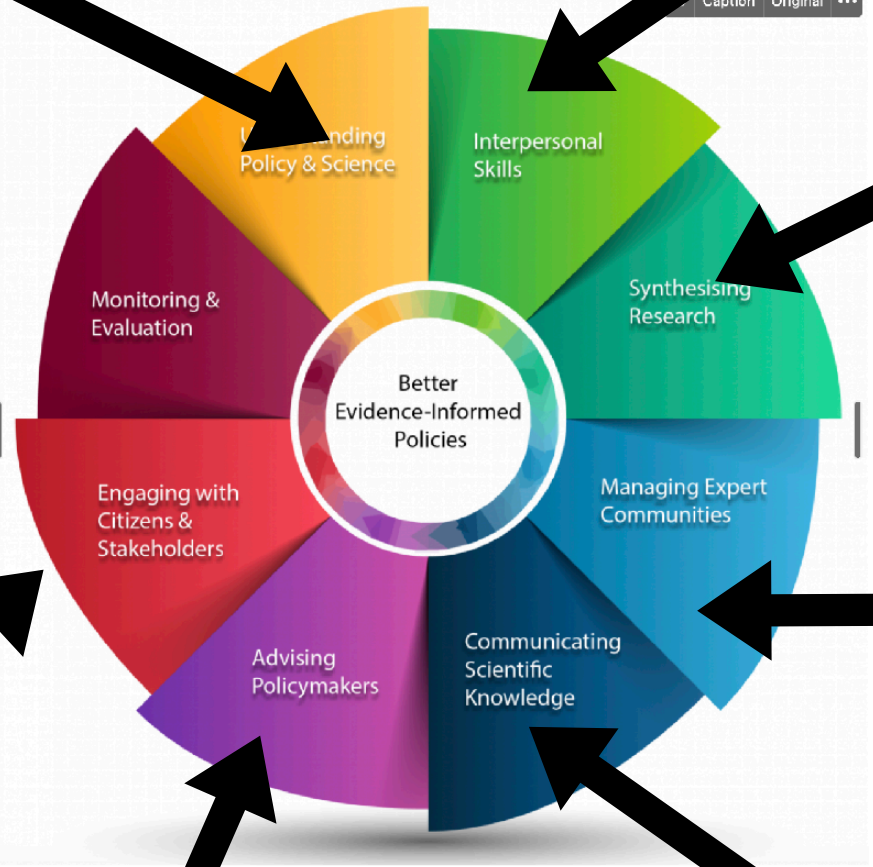 Caption Original
Policy & Science
Interpersonal
Skills
Synthesising
Research
Monitoring &
Evaluation
Better
Evidence-Informed
Policies
Managing Expert
Communities
Engaging with
Citizens &
Stakeholders
Communicating
Scientific
Knowledge
Advising
Policymakers